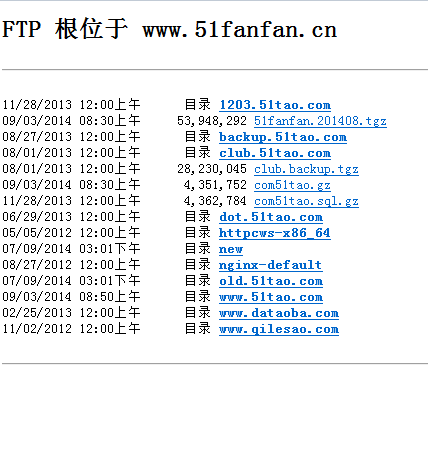 FTP 根位于 www.51fanfan.cn
11/28/2013 12:00上午 目录 1203.51tao.com
09/03/2014 08:30上午 53,948,292 51fanfan.201408.tgz
08/27/2013 12:00上午 目录 backup.51tao.com
08/01/2013 12:00上午 目录 club.51tao.com
08/01/2013 12:00上午 28,230,045 club.backup.tgz
09/03/2014 08:30上午 4,351,752 com51tao.gz
11/28/2013 12:00上午 4,362,784 com51tao.sql.gz
06/29/2013 12:00上午 目录 dot.51tao.com
05/05/2012 12:00上午 目录 httpcws-x86_64
07/09/2014 03:01下午 目录 new
08/27/2012 12:00上午 目录 nginx-default
07/09/2014 03:01下午 目录 old.51tao.com
09/03/2014 08:50上午 目录 www.51tao.com
02/25/2013 12:00上午 目录 www.dataoba.com
11/02/2012 12:00上午 目录 www.qilesao.com